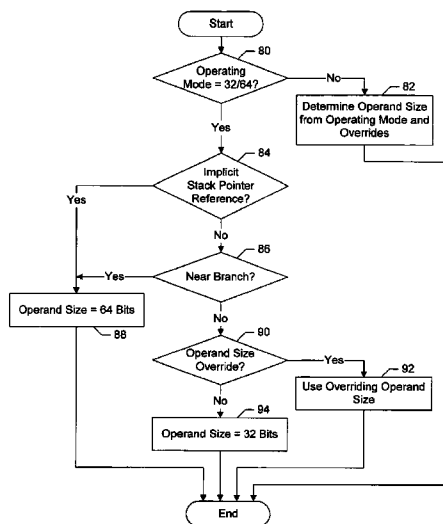 Start
80
Operating
Mode = 32/64?
No
82
Determine Operand Size
from Operating Mode and
Overrides
Yes
84
Implicit
Stack Pointer
Reference?
Yes
No
86
Near Branch?
Yes
Operand Size = 64 Bits
88
No
90
Operand Size
Override?
Yes
92
Use Overriding Operand
Size
No
94
Operand Size = 32 Bits
End